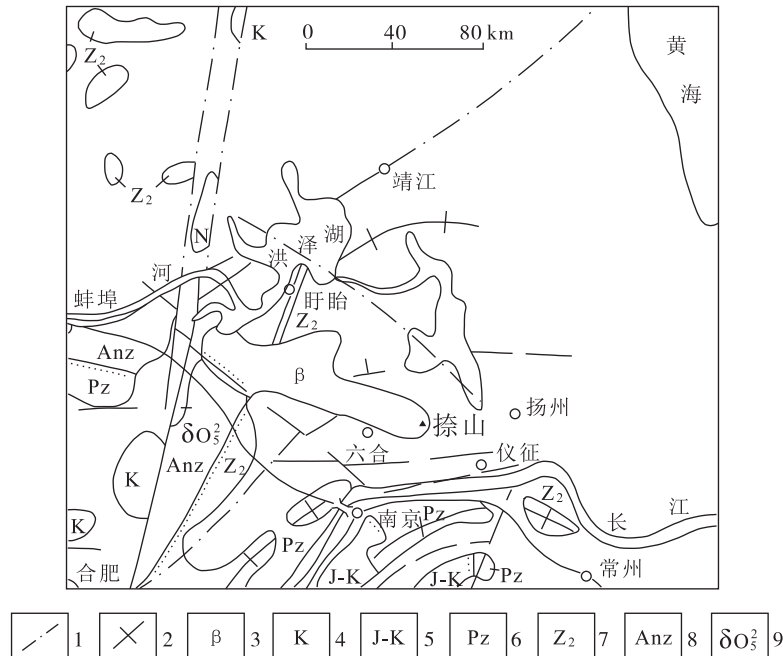 K
0 40 80 km
黄
海
Z₂
Z₂
靖江
N
湖
泽
洪
河
蚌埠
盱眙
Z₂
Anz
Pz
β
扬州
捺山
δO₅²
六合
仪征
Anz
Z₂
K
Z₂
K
南京
Pz
长 江
Pz
合肥
J-K
J-K
Pz
常州
1 2 β 3 K 4 J-K 5 Pz 6 Z₂ 7 Anz 8 δO₅² 9